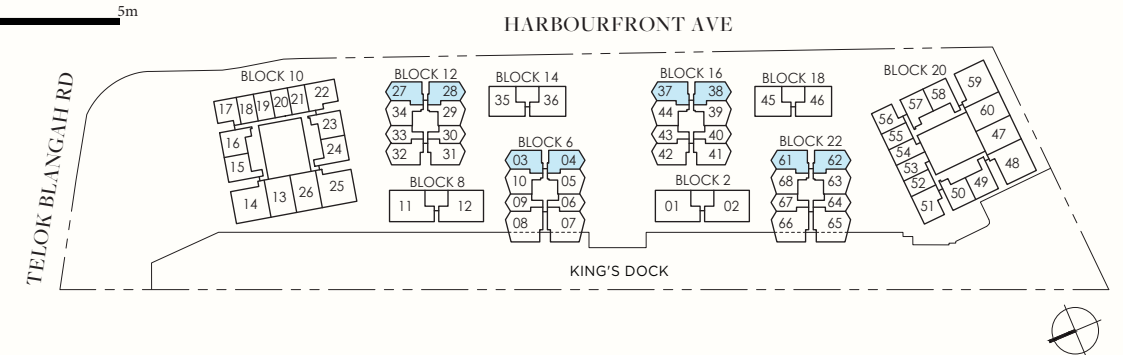 5m
HARBOURFRONT AVE
TELOK BLANGAH RD
BLOCK 10
17 18 19 20 21 22
16 23
15 24
14 13 26 25
BLOCK 12
27 28
34 29
33 30
32 31
BLOCK 14
35 36
BLOCK 6
03 04
10 05
09 06
08 07
BLOCK 8
11 12
BLOCK 16
37 38
44 39
43 40
42 41
BLOCK 18
45 46
BLOCK 2
01 02
BLOCK 22
61 62
68 63
67 64
66 65
BLOCK 20
59
58
57
60
56
55
47
54
53
48
52
49
50
51
KING'S DOCK